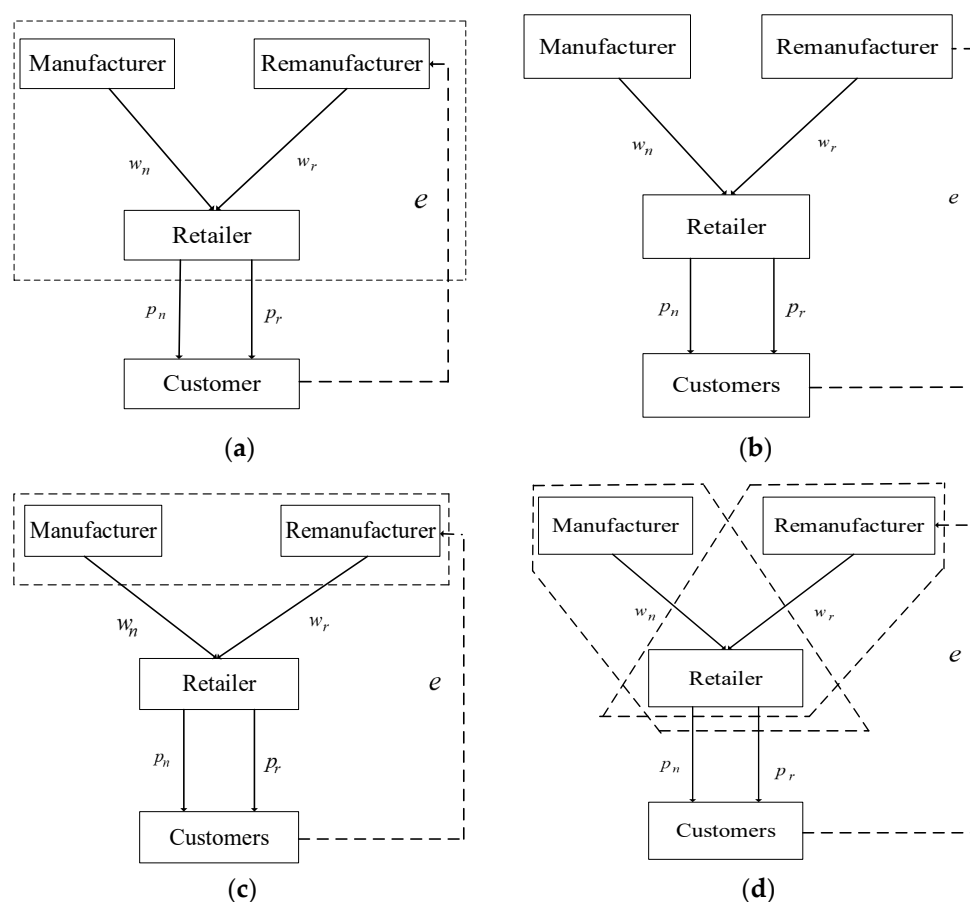 Manufacturer Remanufacturer
w_n w_r
e
Retailer
p_n p_r
Customer
(a)
Manufacturer Remanufacturer
w_n w_r
e
Retailer
p_n p_r
Customers
(b)
Manufacturer Remanufacturer
w_n w_r
Retailer
e
p_n p_r
Customers
(c)
Manufacturer Remanufacturer
w_n w_r
e
Retailer
p_n p_r
Customers
(d)